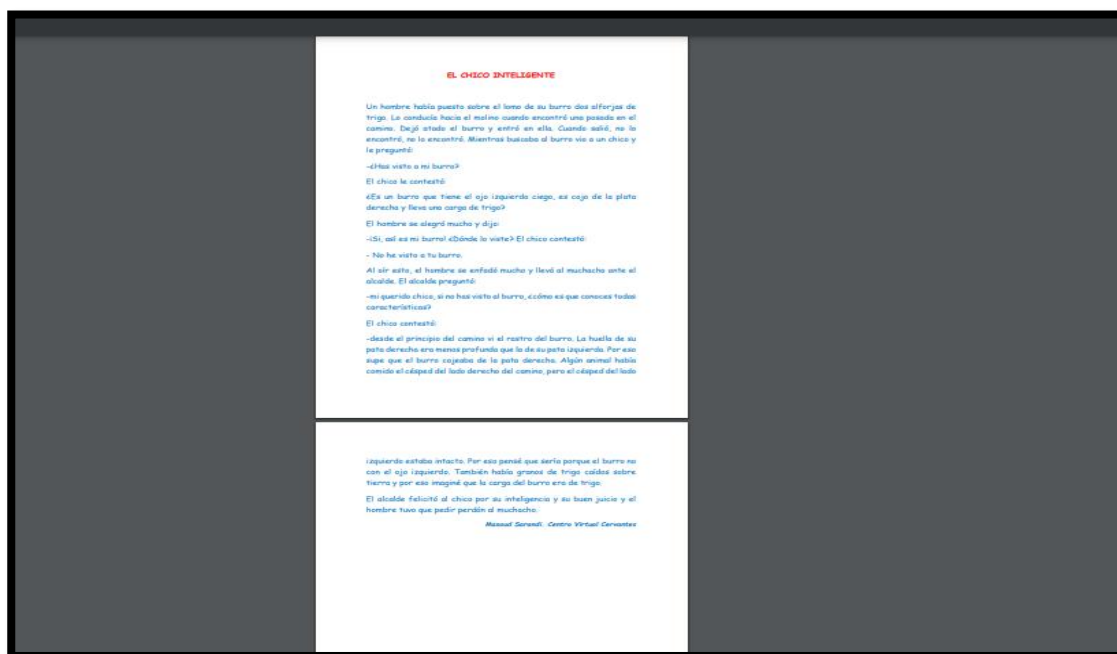 EL CHICO INTELIGENTE
Un hombre había puesto sobre el lomo de su burro dos alforjas de
trigo. Lo conducía hacia el molino cuando encontró una posada en el
camino. Dejó atado el burro y entró en ella. Cuando salió, no lo
encontró, no lo encontró. Mientras buscaba al burro vio a un chico y
le preguntó:
-¿Has visto a mi burro?
El chico le contestó:
¿Es un burro que tiene el ojo izquierdo ciego, es cojo de la pata
derecha y lleva una carga de trigo?
El hombre se alegró mucho y dijo:
-¡Si, así es mi burro! ¿Dónde lo viste? El chico contestó:
- No he visto a tu burro.
Al oír esto, el hombre se enfadó mucho y llevó al muchacho ante el
alcalde. El alcalde preguntó:
-mi querido chico, si no has visto al burro, ¿cómo es que conoces todas
características?
El chico contestó:
-desde el principio del camino vi el rastro del burro. La huella de su
pata derecha era menos profunda que la de su pata izquierda. Por eso
supe que el burro cojeaba de la pata derecha. Algún animal había
comido el césped del lado derecho del camino, pero el césped del lado
izquierdo estaba intacto. Por eso pensé que sería porque el burro no
con el ojo izquierdo. También había granos de trigo caídos sobre
tierra y por eso imaginé que la carga del burro era de trigo.
El alcalde felicitó al chico por su inteligencia y su buen juicio y el
hombre tuvo que pedir perdón al muchacho.
Masoud Sarandi. Centro Virtual Cervantes